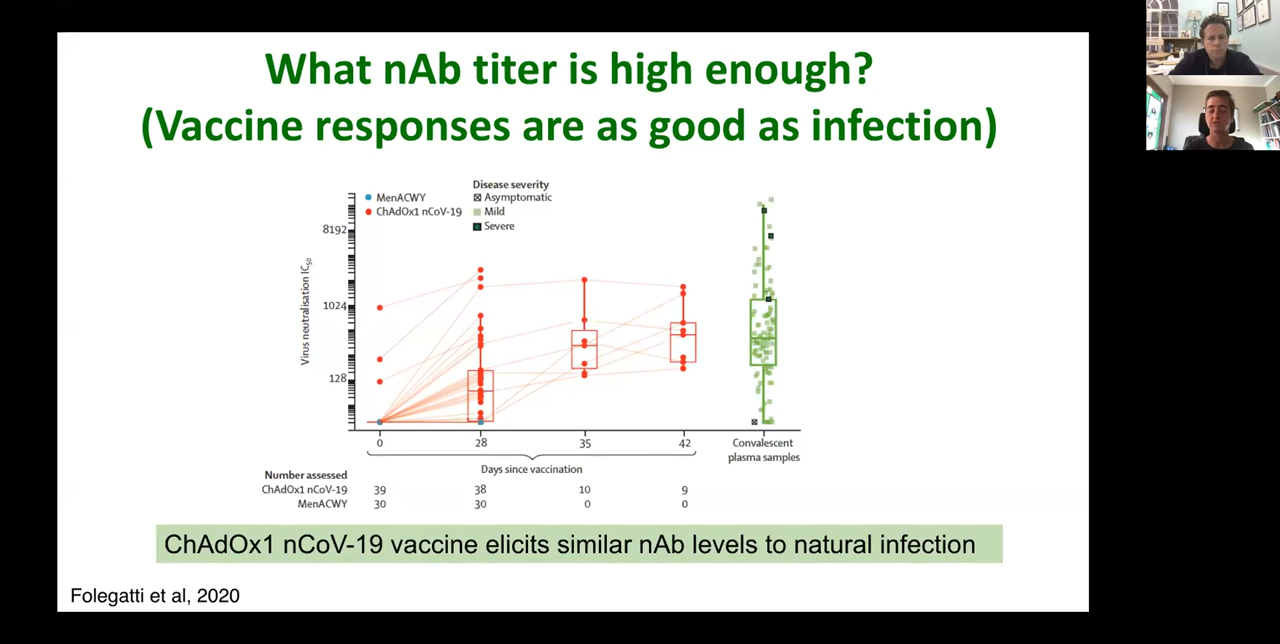 What nAb titer is high enough?
(Vaccine responses are as good as infection)
MenACWY
ChAdOx1 nCoV-19
Disease severity
Asymptomatic
Mild
Severe
Virus neutralisation IC50
8192
1024
128
0 28 35 42
Days since vaccination
Convalescent
plasma samples
Number assessed
ChAdOx1 nCoV-19 39 38 10 9
MenACWY 30 30 0 0
ChAdOx1 nCoV-19 vaccine elicits similar nAb levels to natural infection
Folegatti et al, 2020